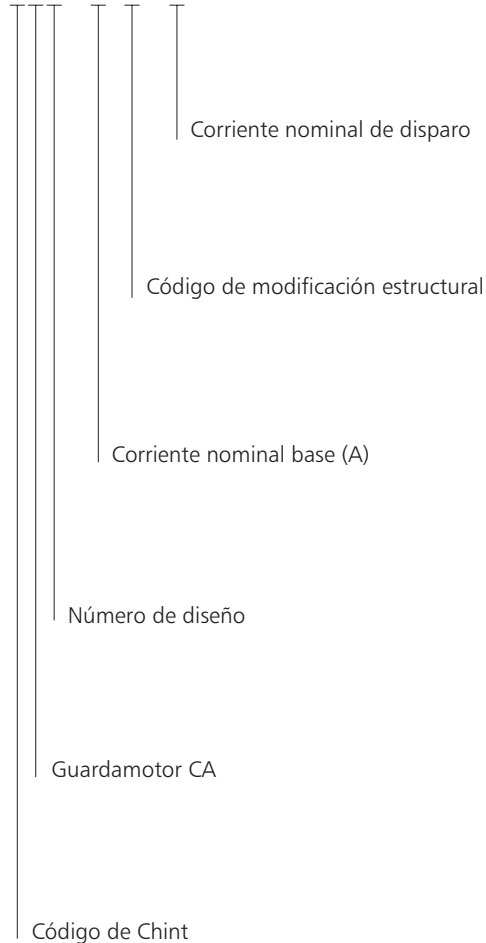 Corriente nominal de disparo
Código de modificación estructural
Corriente nominal base (A)
Número de diseño
Guardamotor CA
Código de Chint